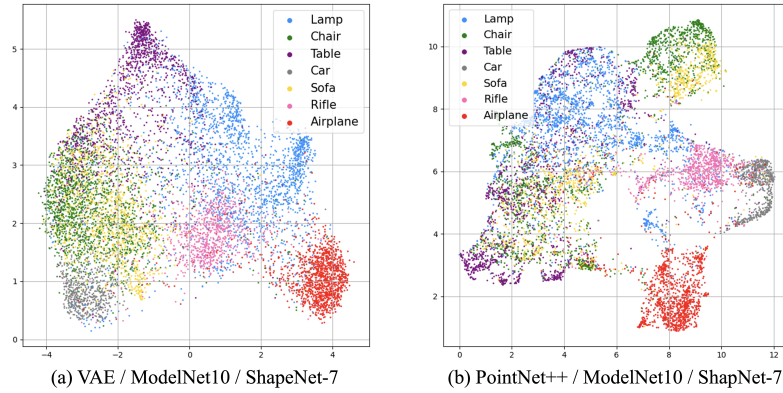 Lamp
Chair
Table
Car
Sofa
Rifle
Airplane
5
4
3
2
1
0
−4
−2
0
2
4
(a) VAE / ModelNet10 / ShapeNet-7
Lamp
Chair
Table
Car
Sofa
Rifle
Airplane
10
8
6
4
2
0
2
4
6
8
10
12
(b) PointNet++ / ModelNet10 / ShapNet-7